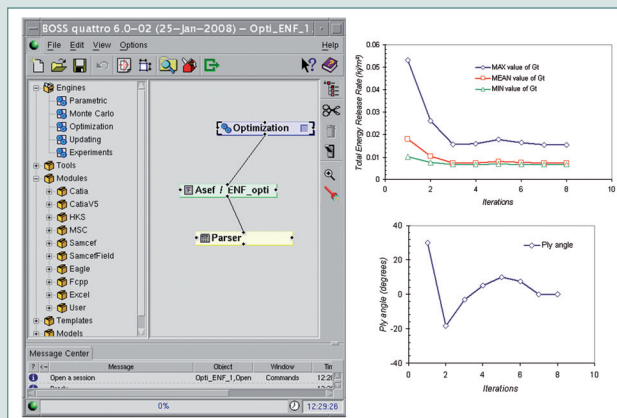 BOSS quattro 6.0-02 (25-Jan-2008) - Opti_ENF_1
File Edit View Options Help
Engines
Parametric
Monte Carlo
Optimization
Updating
Experiments
Tools
Modules
Catia
CatiaV5
HKS
MSC
Samcef
SamcefField
Eagle
Fcpp
Excel
User
Templates
Models
Optimization
Asef / ENF_opti
Parser
Message Center
? <- Message Object Window Tim
Open a session Opti_ENF_1,Open Commands 12:28
Ready
0% 12:29:26
Total Energy Release Rate (kj/m²)
0.06
0.05
0.04
0.03
0.02
0.01
0
MAX value of Gt
MEAN value of Gt
MIN value of Gt
0 2 4 6 8 10
Iterations
Ply angle (degrees)
40
20
0
-20
-40
Ply angle
0 2 4 6 8 10
Iterations